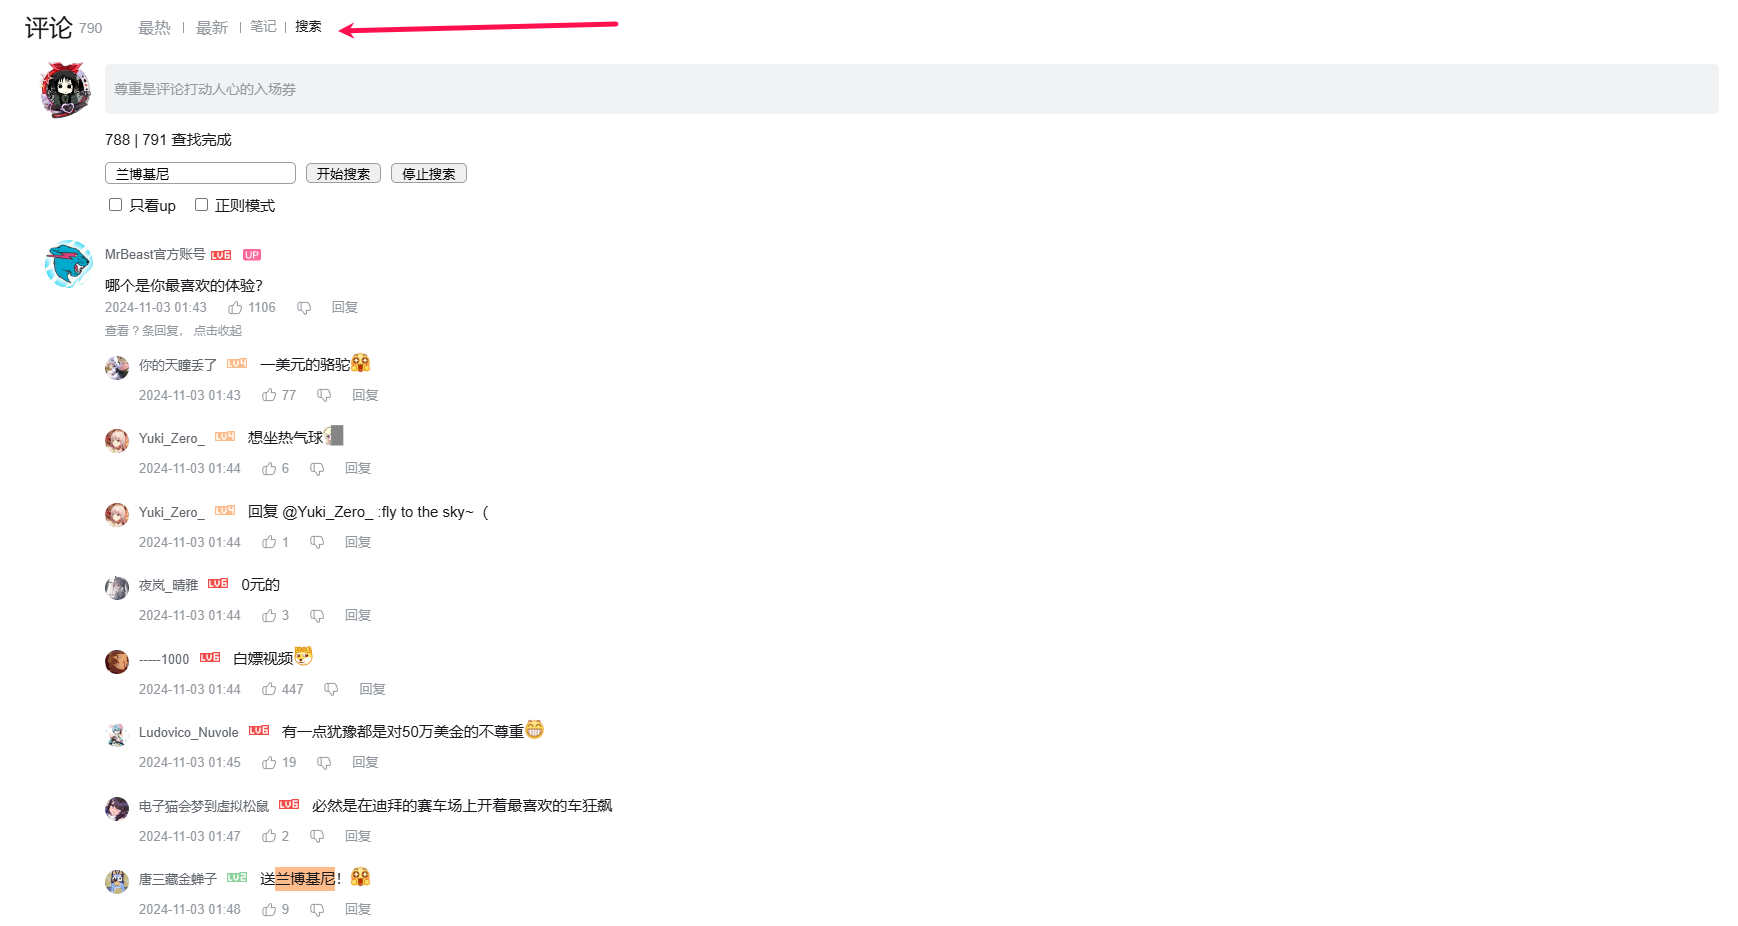 评论 790 最热 | 最新 | 笔记 | 搜索
尊重是评论打动人心的入场券
788 | 791 查找完成
兰博基尼 开始搜索 停止搜索
只看up 正则模式
MrBeast官方账号 LV6 UP
哪个是你最喜欢的体验?
2024-11-03 01:43 1106 回复
查看 ? 条回复， 点击收起
你的天瞳丢了 LV4 一美元的骆驼
2024-11-03 01:43 77 回复
Yuki_Zero_ LV4 想坐热气球
2024-11-03 01:44 6 回复
Yuki_Zero_ LV4 回复 @Yuki_Zero_ :fly to the sky~（
2024-11-03 01:44 1 回复
夜岚_晴雅 LV6 0元的
2024-11-03 01:44 3 回复
-----1000 LV6 白嫖视频
2024-11-03 01:44 447 回复
Ludovico_Nuvole LV6 有一点犹豫都是对50万美金的不尊重
2024-11-03 01:45 19 回复
电子猫会梦到虚拟松鼠 LV6 必然是在迪拜的赛车场上开着最喜欢的车狂飙
2024-11-03 01:47 2 回复
唐三藏金蝉子 LV2 送兰博基尼！
2024-11-03 01:48 9 回复